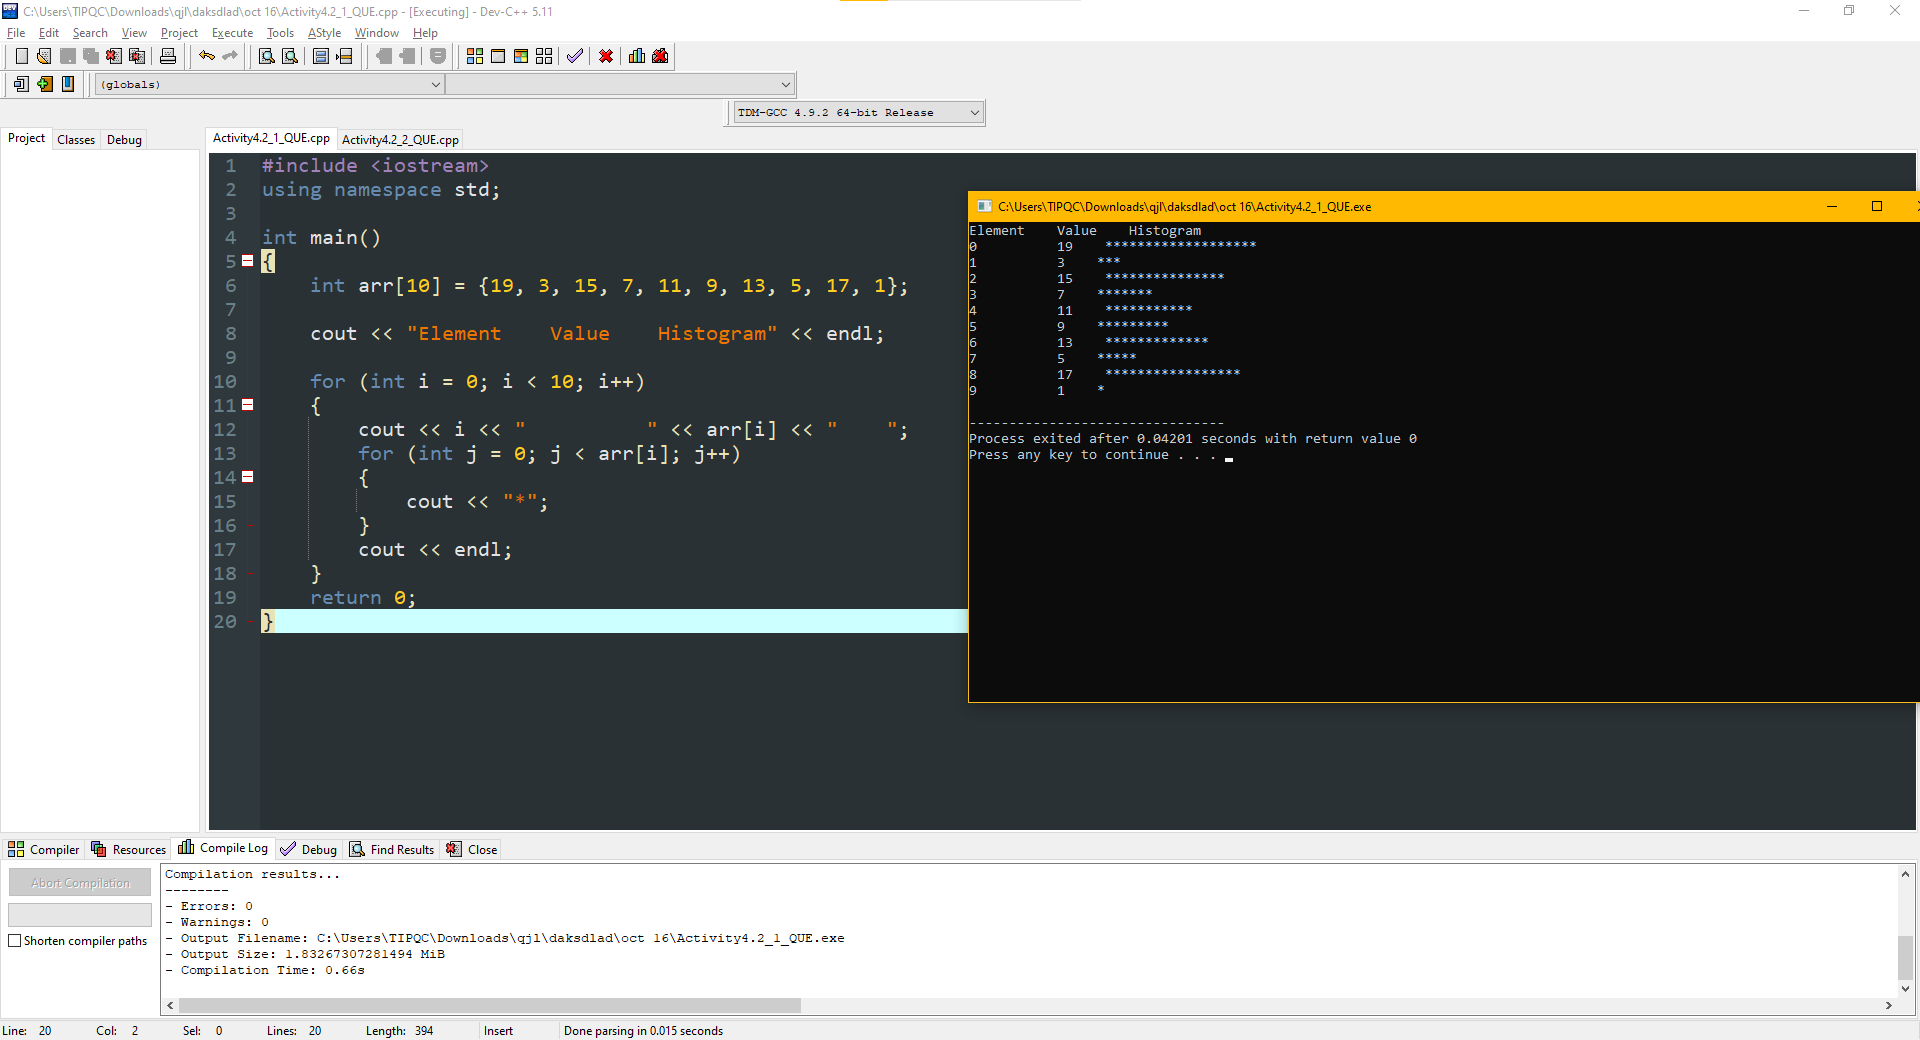 C:\Users\TIPQC\Downloads\qjl\daksdlad\oct 16\Activity4.2_1_QUE.cpp - [Executing] - Dev-C++ 5.11
File Edit Search View Project Execute Tools AStyle Window Help
(globals)
TDM-GCC 4.9.2 64-bit Release
Project Classes Debug
Activity4.2_1_QUE.cpp Activity4.2_2_QUE.cpp
1 #include <iostream>
2 using namespace std;
3
4 int main()
5 {
6     int arr[10] = {19, 3, 15, 7, 11, 9, 13, 5, 17, 1};
7
8     cout << "Element    Value    Histogram" << endl;
9
10     for (int i = 0; i < 10; i++)
11     {
12         cout << i << "          " << arr[i] << "    ";
13         for (int j = 0; j < arr[i]; j++)
14         {
15             cout << "*";
16         }
17         cout << endl;
18     }
19     return 0;
20 }
C:\Users\TIPQC\Downloads\qjl\daksdlad\oct 16\Activity4.2_1_QUE.exe
Element    Value    Histogram
0          19    *******************
1          3    ***
2          15    ***************
3          7    *******
4          11    ***********
5          9    *********
6          13    *************
7          5    *****
8          17    *****************
9          1    *
--------------------------------
Process exited after 0.04201 seconds with return value 0
Press any key to continue . . .
Compiler Resources Compile Log Debug Find Results Close
Abort Compilation
Shorten compiler paths
Compilation results...
--------
- Errors: 0
- Warnings: 0
- Output Filename: C:\Users\TIPQC\Downloads\qjl\daksdlad\oct 16\Activity4.2_1_QUE.exe
- Output Size: 1.83267307281494 MiB
- Compilation Time: 0.66s
Line: 20 Col: 2 Sel: 0 Lines: 20 Length: 394 Insert Done parsing in 0.015 seconds